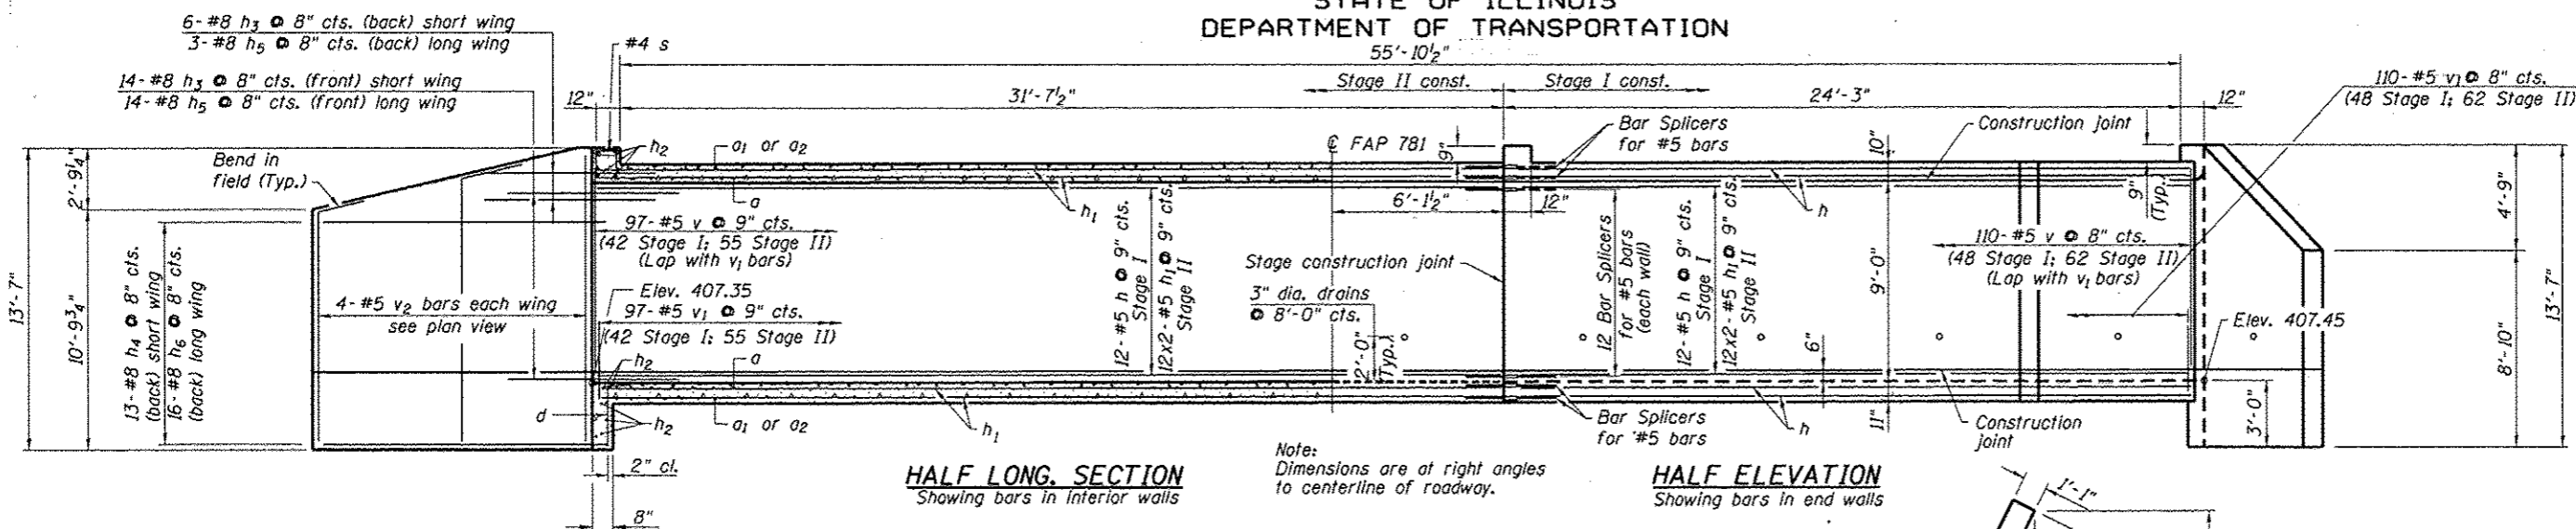 STATE OF ILLINOIS
DEPARTMENT OF TRANSPORTATION
6-#8 h3 @ 8" cts. (back) short wing
3-#8 h5 @ 8" cts. (back) long wing
#4 s
55'-10½"
14-#8 h3 @ 8" cts. (front) short wing
14-#8 h5 @ 8" cts. (front) long wing
12"
31'-7½"
Stage II const.
Stage I const.
24'-3"
12"
110-#5 v1 @ 8" cts.
(48 Stage I; 62 Stage II)
Bend in
field (Typ.)
h2
a1 or a2
℄ FAP 781
9"
Bar Splicers
for #5 bars
Construction joint
10"
2'-9¼"
13'-7"
10'-9¾"
a
h1
h1
6'-1½"
12"
h
h
9"
(Typ.)
4'-9"
97-#5 v @ 9" cts.
(42 Stage I; 55 Stage II)
(Lap with v1 bars)
110-#5 v @ 8" cts.
(48 Stage I; 62 Stage II)
(Lap with v1 bars)
13-#8 h4 @ 8" cts.
(back) short wing
16-#8 h6 @ 8" cts.
(back) long wing
4-#5 v2 bars each wing
see plan view
Elev. 407.35
97-#5 v1 @ 9" cts.
(42 Stage I; 55 Stage II)
12-#5 h @ 9" cts.
Stage I
12x2-#5 h1 @ 9" cts.
Stage II
Stage construction joint
3" dia. drains
@ 8'-0" cts.
2'-0"
(Typ.)
12 Bar Splicers
for #5 bars
(each wall)
12-#5 h @ 9" cts.
Stage I
12x2-#5 h1 @ 9" cts.
Stage II
9'-0"
6"
Elev. 407.45
13'-7"
8'-10"
h2
a
d
h2
a1 or a2
h1
Bar Splicers
for #5 bars
11"
h
Construction
joint
3'-0"
2" cl.
8"
HALF LONG. SECTION
Showing bars in interior walls
Note:
Dimensions are at right angles
to centerline of roadway.
HALF ELEVATION
Showing bars in end walls
1'-1"